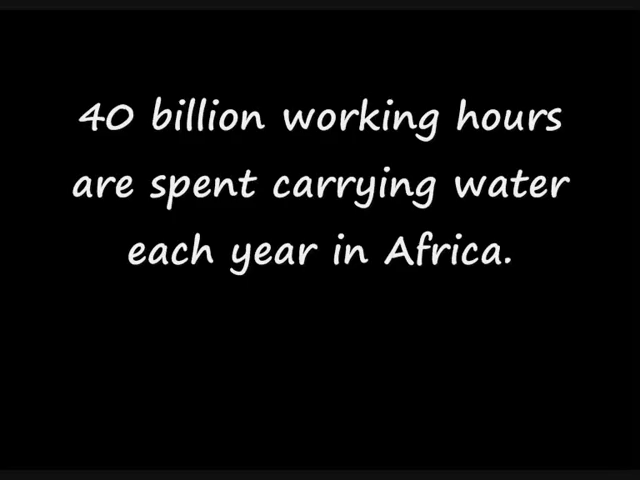 40 billion working hours
are spent carrying water
each year in Africa.